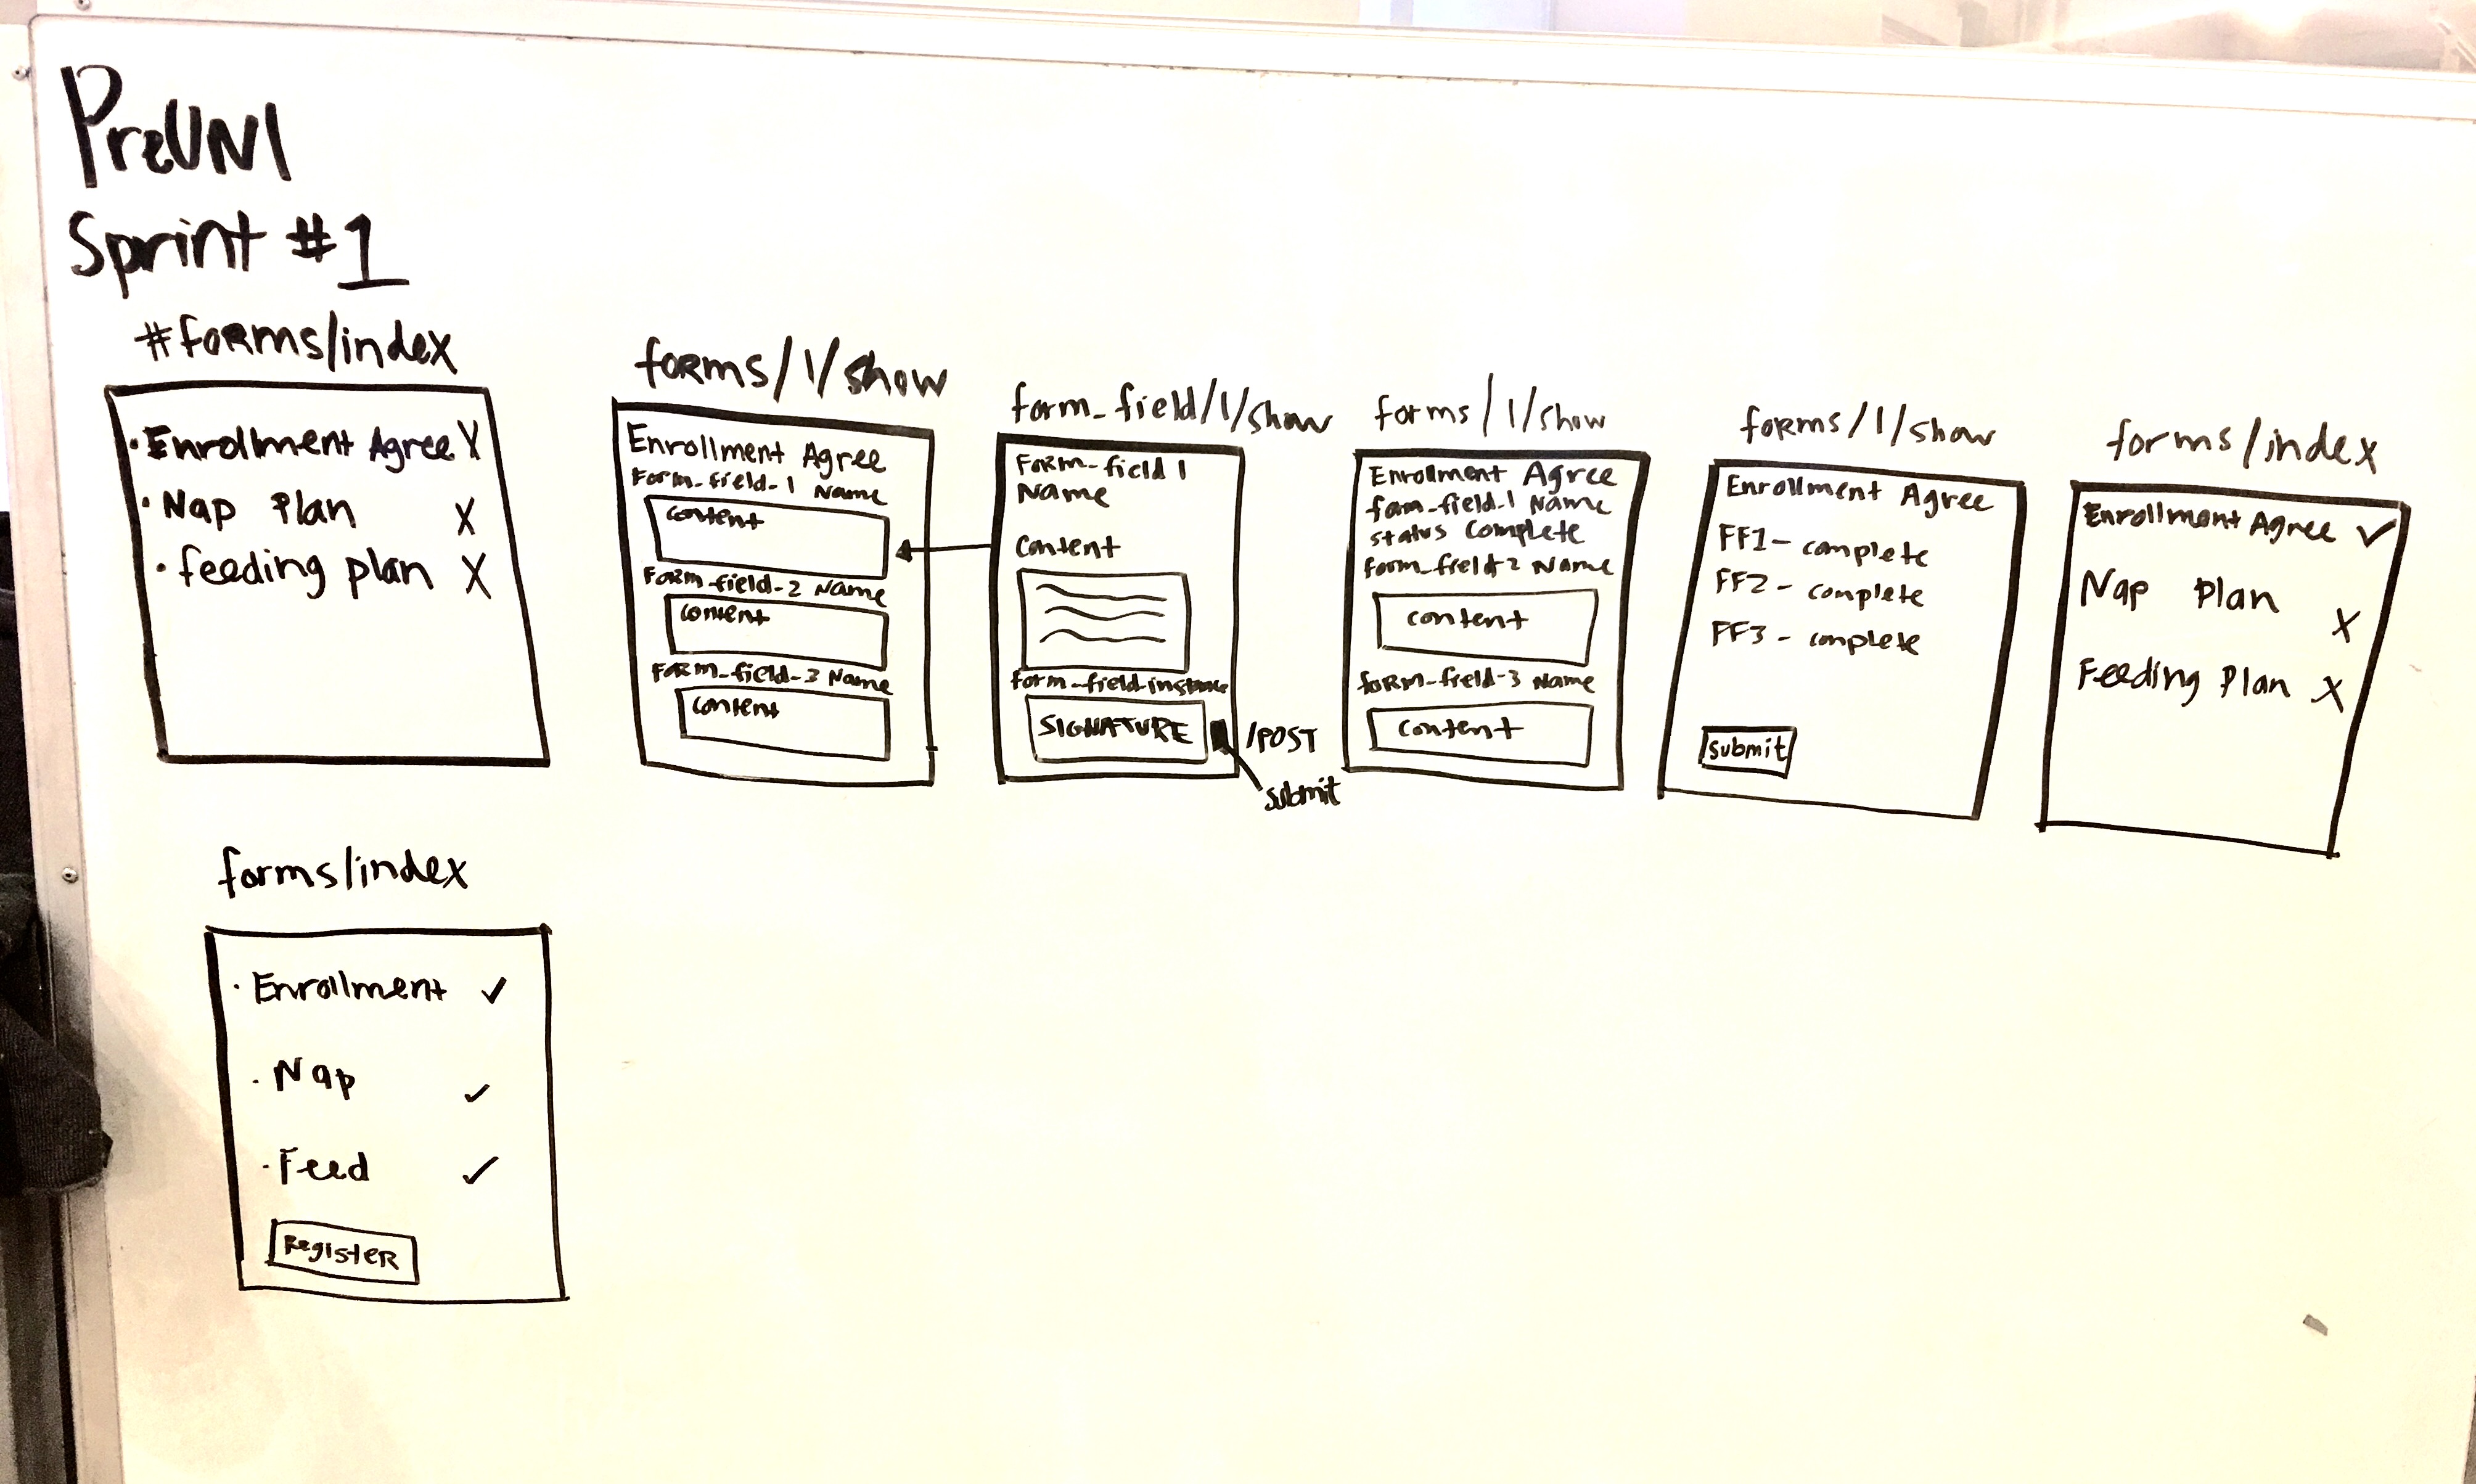 PreUNI
Sprint #1
#forms/index
• Enrollment Agree X
• Nap Plan X
• feeding plan X
forms/1/show
Enrollment Agree
Form_field_1 Name
content
Form_field-2 Name
content
Form_field-3 Name
content
form_field/1/show
Form_field 1
Name
Content
form_field_instance
SIGNATURE
/POST
submit
forms/1/show
Enrollment Agree
form_field_1 Name
status complete
form_field-2 Name
content
form_field-3 Name
content
forms/1/show
Enrollment Agree
FF1 - complete
FF2 - complete
FF3 - complete
submit
forms/index
Enrollment Agree ✓
Nap Plan X
Feeding Plan X
forms/index
• Enrollment ✓
• Nap ✓
• Feed ✓
Register